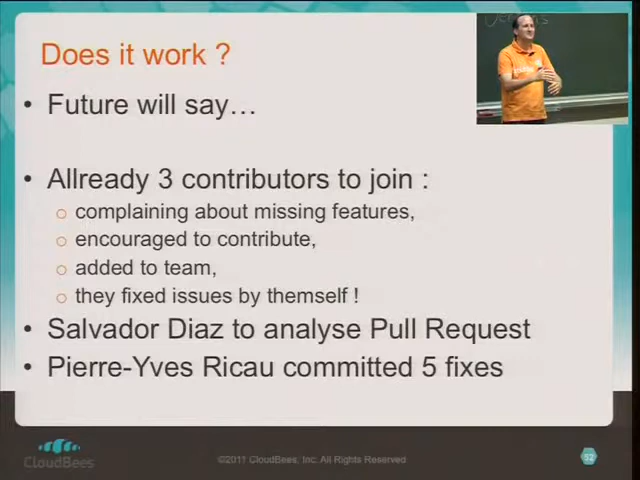 Does it work ?
• Future will say…
• Allready 3 contributors to join :
o complaining about missing features,
o encouraged to contribute,
o added to team,
o they fixed issues by themself !
• Salvador Diaz to analyse Pull Request
• Pierre-Yves Ricau committed 5 fixes
CloudBees
©2011 CloudBees, Inc. All Rights Reserved
52